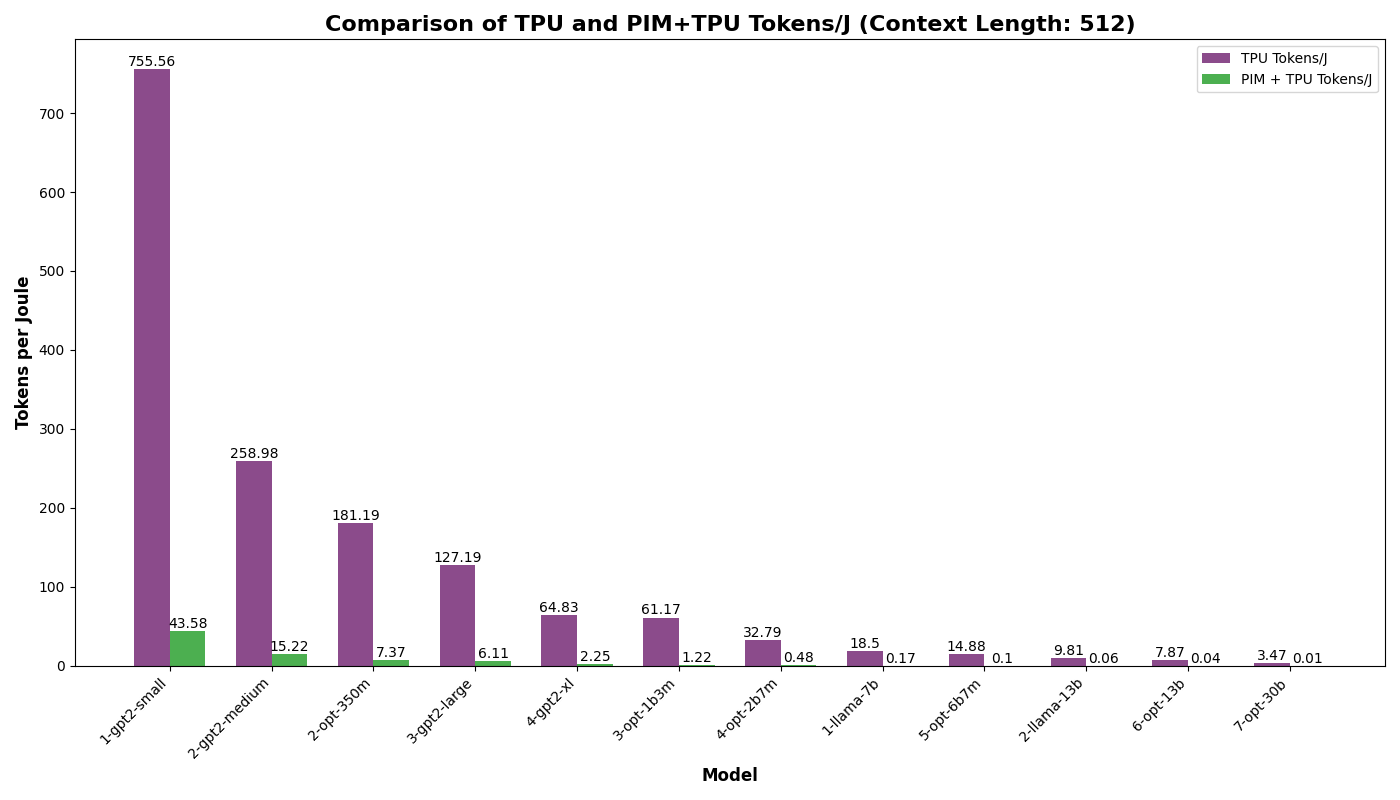 Comparison of TPU and PIM+TPU Tokens/J (Context Length: 512)
TPU Tokens/J
PIM + TPU Tokens/J
Tokens per Joule
700
600
500
400
300
200
100
0
755.56
43.58
258.98
15.22
181.19
7.37
127.19
6.11
64.83
2.25
61.17
1.22
32.79
0.48
18.5
0.17
14.88
0.1
9.81
0.06
7.87
0.04
3.47
0.01
1-gpt2-small
2-gpt2-medium
2-opt-350m
3-gpt2-large
4-gpt2-xl
3-opt-1b3m
4-opt-2b7m
1-llama-7b
5-opt-6b7m
2-llama-13b
6-opt-13b
7-opt-30b
Model